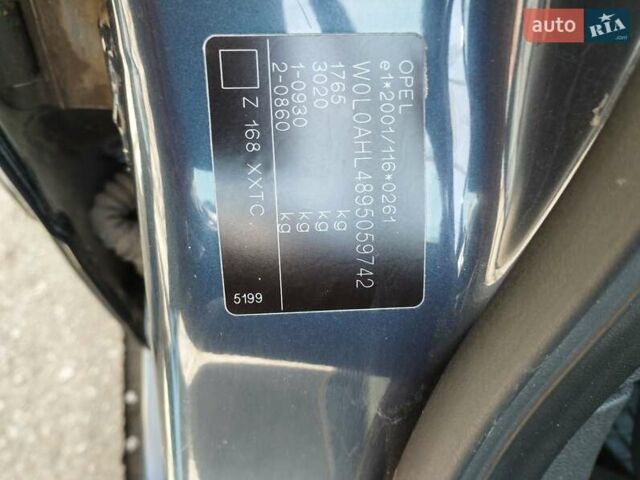 OPEL
e1*2001/116*0261
W0L0AHL4895059742
1765 kg
3020 kg
1-0930 kg
2-0860 kg
Z 168 XXTC
5199
auto RIA
.com